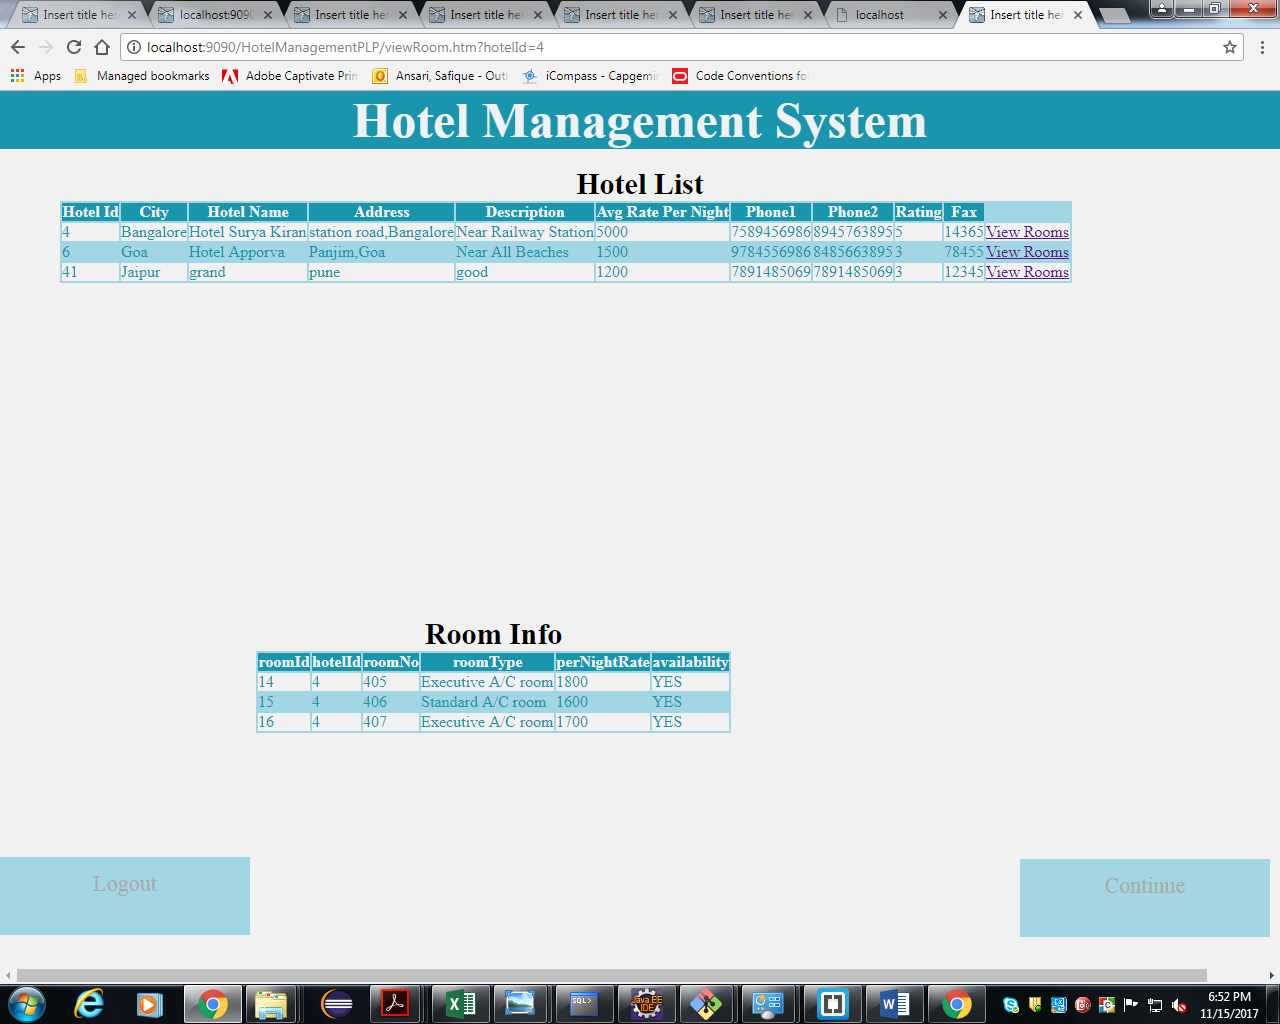 Insert title her
localhost:9090
Insert title her
Insert title her
Insert title her
Insert title her
localhost
Insert title her
localhost:9090/HotelManagementPLP/viewRoom.htm?hotelId=4
Apps Managed bookmarks Adobe Captivate Prim Ansari, Safique - Outl iCompass - Capgemi Code Conventions fo
Hotel Management System
Hotel List
Hotel Id City Hotel Name Address Description Avg Rate Per Night Phone1 Phone2 Rating Fax
4 Bangalore Hotel Surya Kiran station road,Bangalore Near Railway Station 5000 7589456986 8945763895 5 14365 View Rooms
6 Goa Hotel Apporva Panjim,Goa Near All Beaches 1500 9784556986 8485663895 3 78455 View Rooms
41 Jaipur grand pune good 1200 7891485069 7891485069 3 12345 View Rooms
Room Info
roomId hotelId roomNo roomType perNightRate availability
14 4 405 Executive A/C room 1800 YES
15 4 406 Standard A/C room 1600 YES
16 4 407 Executive A/C room 1700 YES
Logout
Continue
SQL>
Java EE
IDE
6:52 PM
11/15/2017